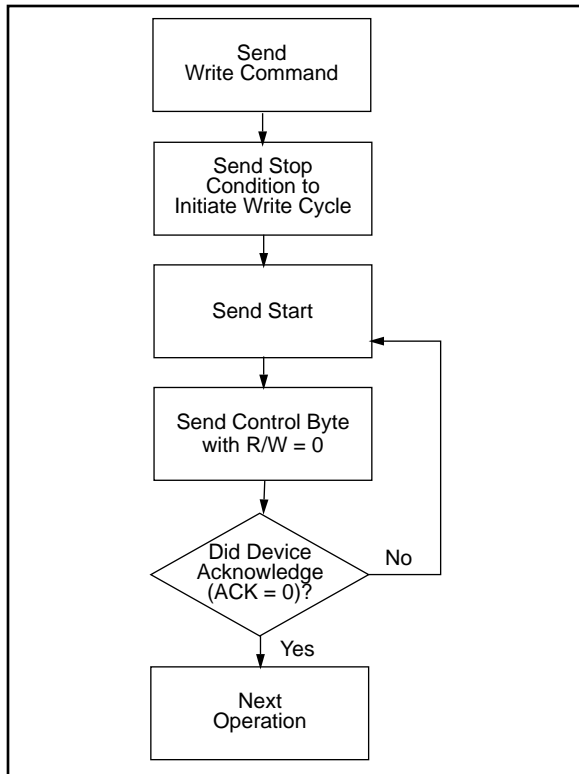 Send
Write Command
Send Stop
Condition to
Initiate Write Cycle
Send Start
Send Control Byte
with R/W = 0
Did Device
Acknowledge
(ACK = 0)?
No
Yes
Next
Operation